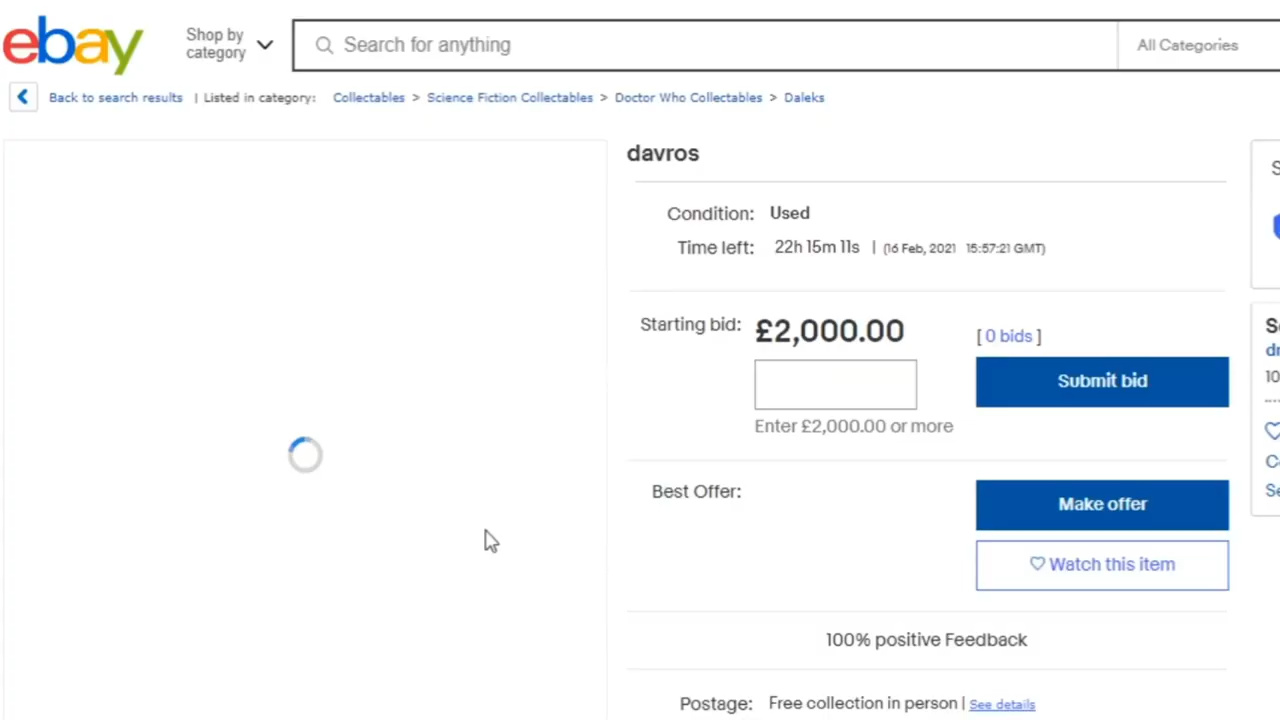 ebay
Shop by
category
Search for anything
All Categories
Back to search results | Listed in category: Collectables > Science Fiction Collectables > Doctor Who Collectables > Daleks
davros
Condition: Used
Time left: 22h 15m 11s | (16 Feb, 2021 15:57:21 GMT)
Starting bid: £2,000.00 [ 0 bids ]
Submit bid
Enter £2,000.00 or more
Best Offer:
Make offer
Watch this item
100% positive Feedback
Postage: Free collection in person | See details